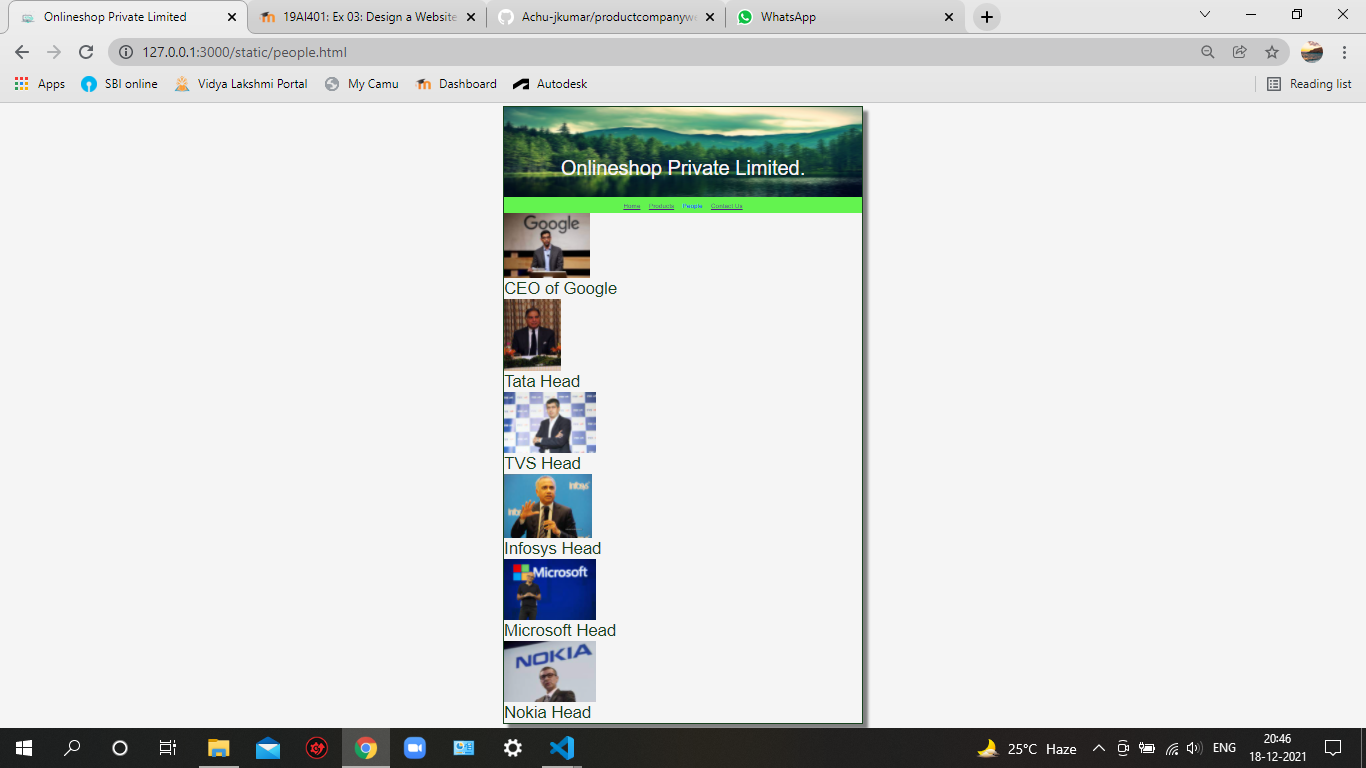 Onlineshop Private Limited
19AI401: Ex 03: Design a Website
Achu-jkumar/productcompanywe
WhatsApp
127.0.0.1:3000/static/people.html
Apps SBI online Vidya Lakshmi Portal My Camu Dashboard Autodesk Reading list
Onlineshop Private Limited.
Home Products People Contact Us
Google
CEO of Google
Tata Head
TVS Head
Infosys
Infosys Head
Microsoft
Microsoft Head
NOKIA
Nokia Head
25°C Haze ENG
20:46
18-12-2021